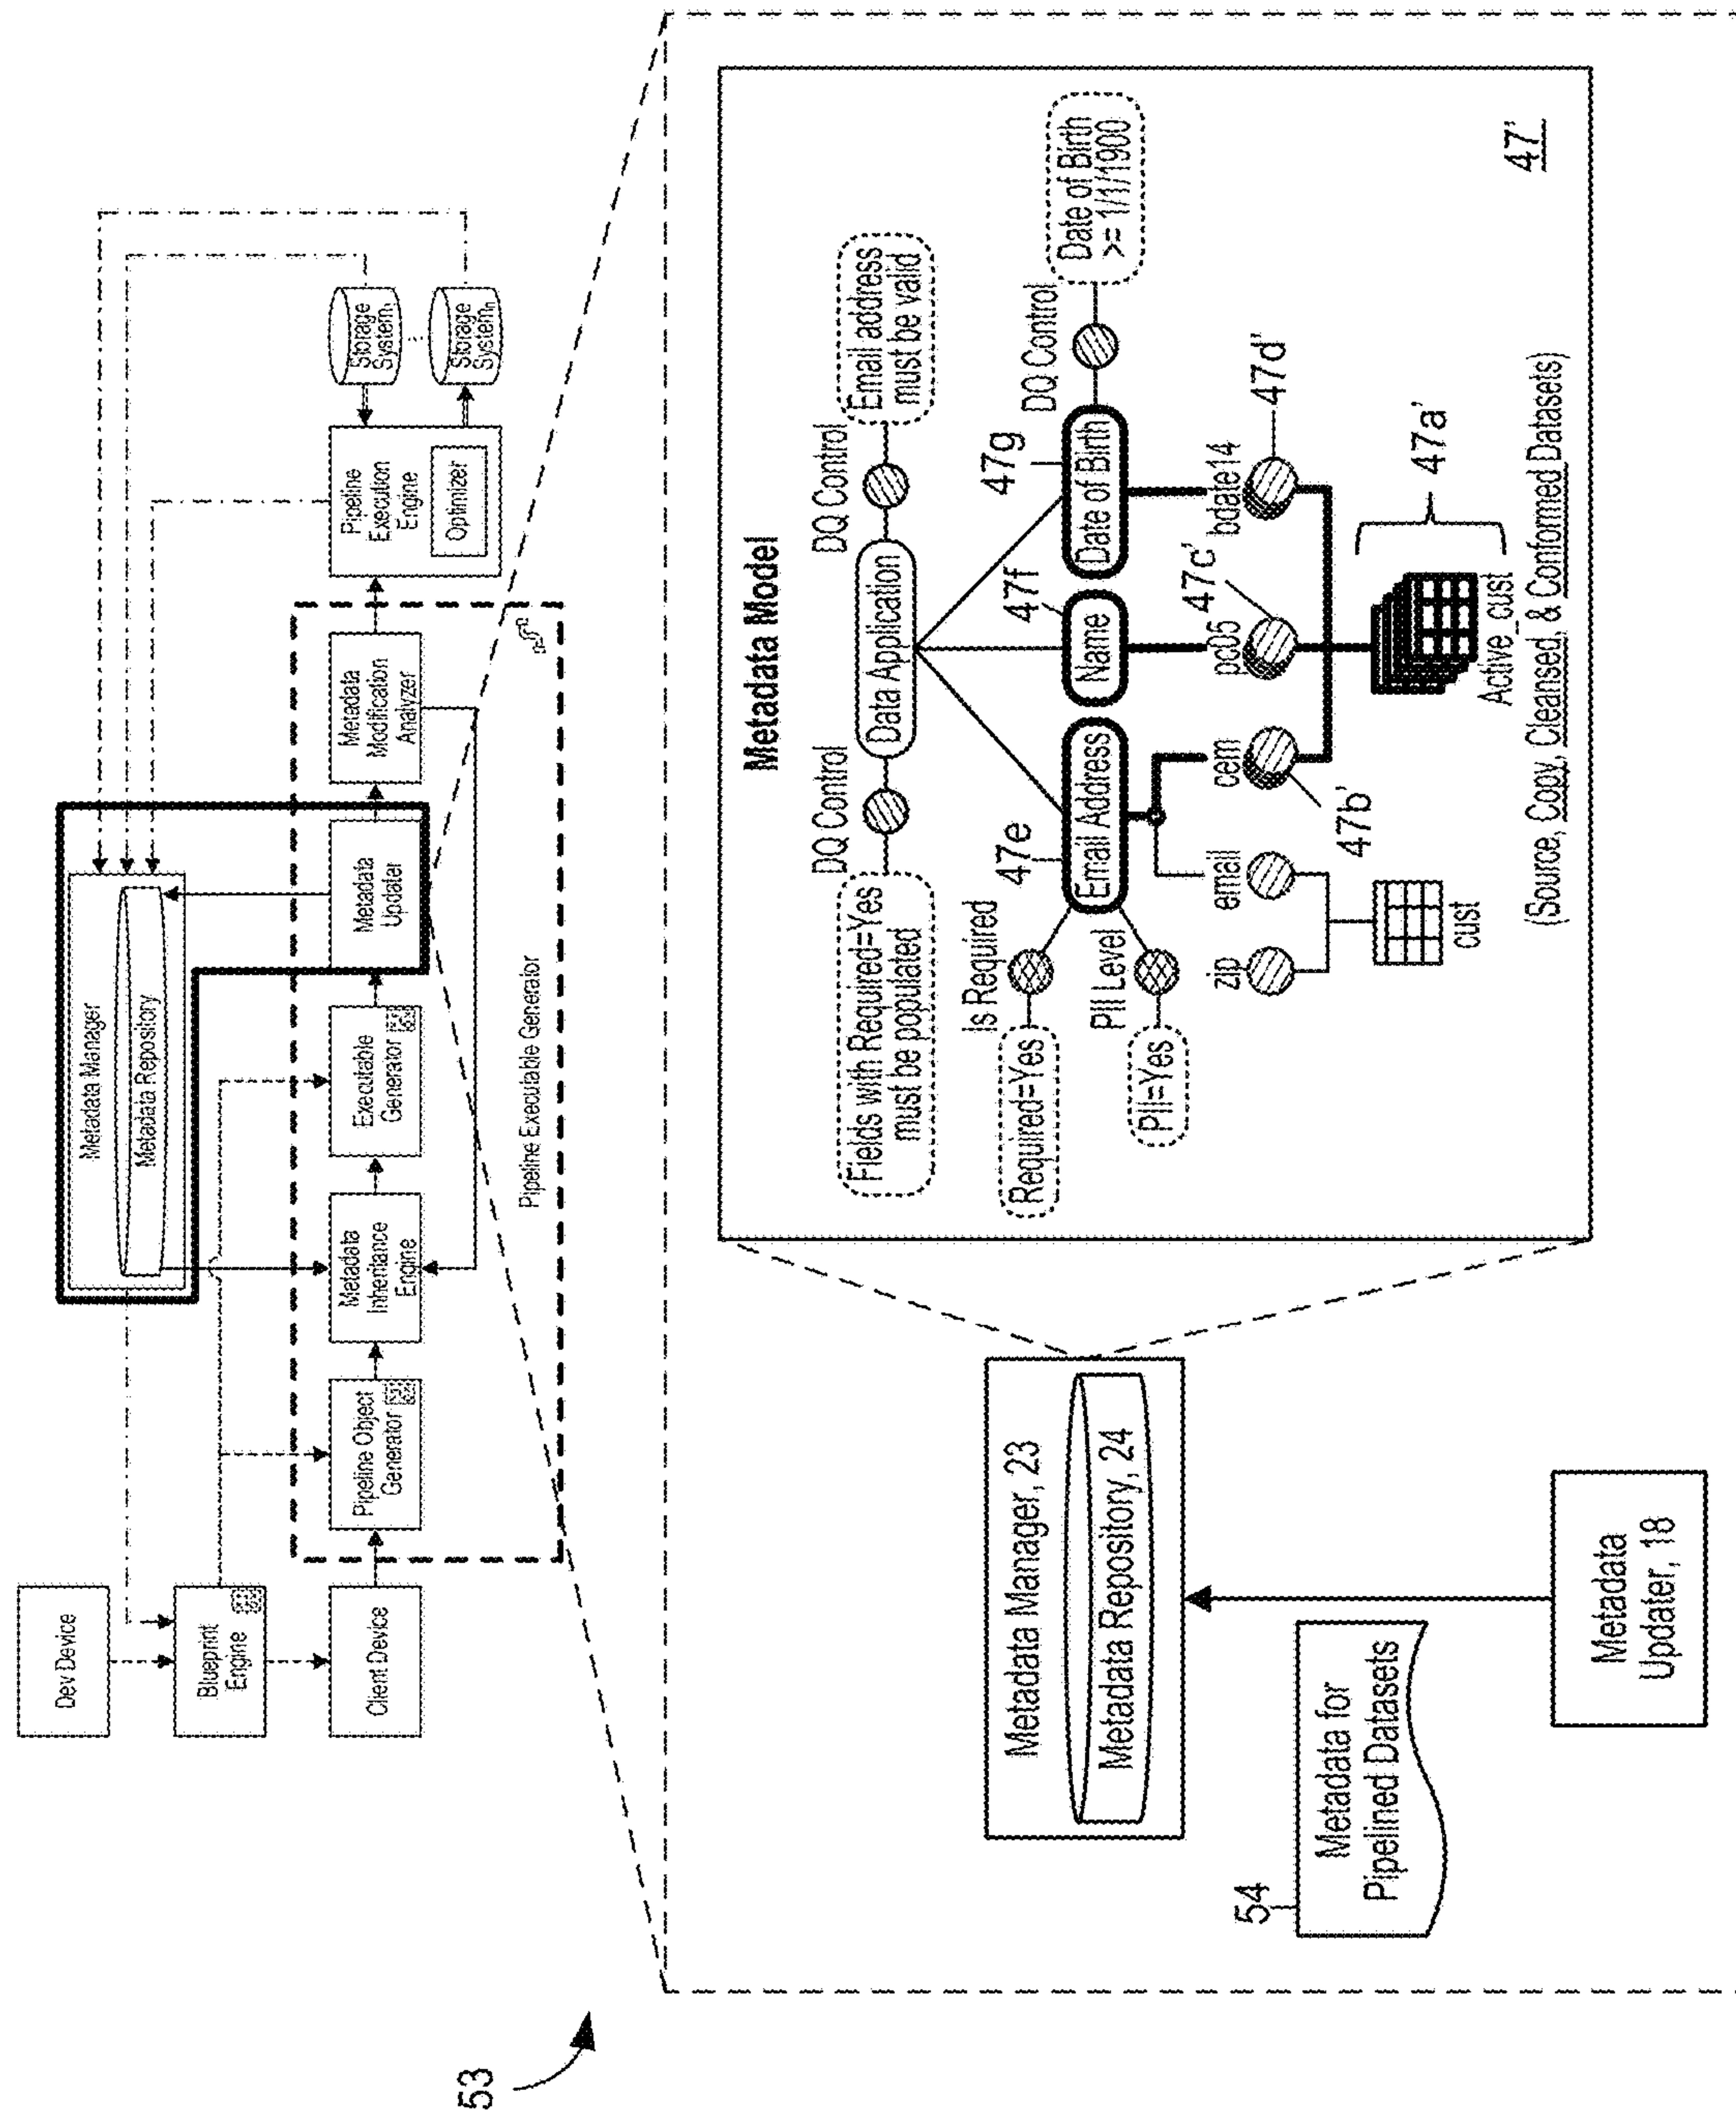 53
Dev Device
Blueprint
Engine
Client Device
Metadata Manager
Metadata Repository
Pipeline Object
Generator
Metadata
Inheritance
Engine
Executable
Generator
Metadata
Updater
Metadata
Modification
Analyzer
Pipeline
Execution
Engine
Optimizer
Storage
System
Storage
System
Pipeline Executable Generator
Metadata Manager, 23
Metadata Repository, 24
54
Metadata for
Pipelined Datasets
Metadata
Updater, 18
Metadata Model
DQ Control
DQ Control
Fields with Required=Yes
must be populated
Data Application
Email address
must be valid
Is Required
Required=Yes
PII Level
PII=Yes
47e
Email Address
47f
Name
47g
Date of Birth
DQ Control
Date of Birth
>= 1/1/1900
zip
email
cem
pc05
bdate14
47b'
47c'
47d'
cust
Active_cust
47a'
(Source, Copy, Cleansed, & Conformed Datasets)
47'